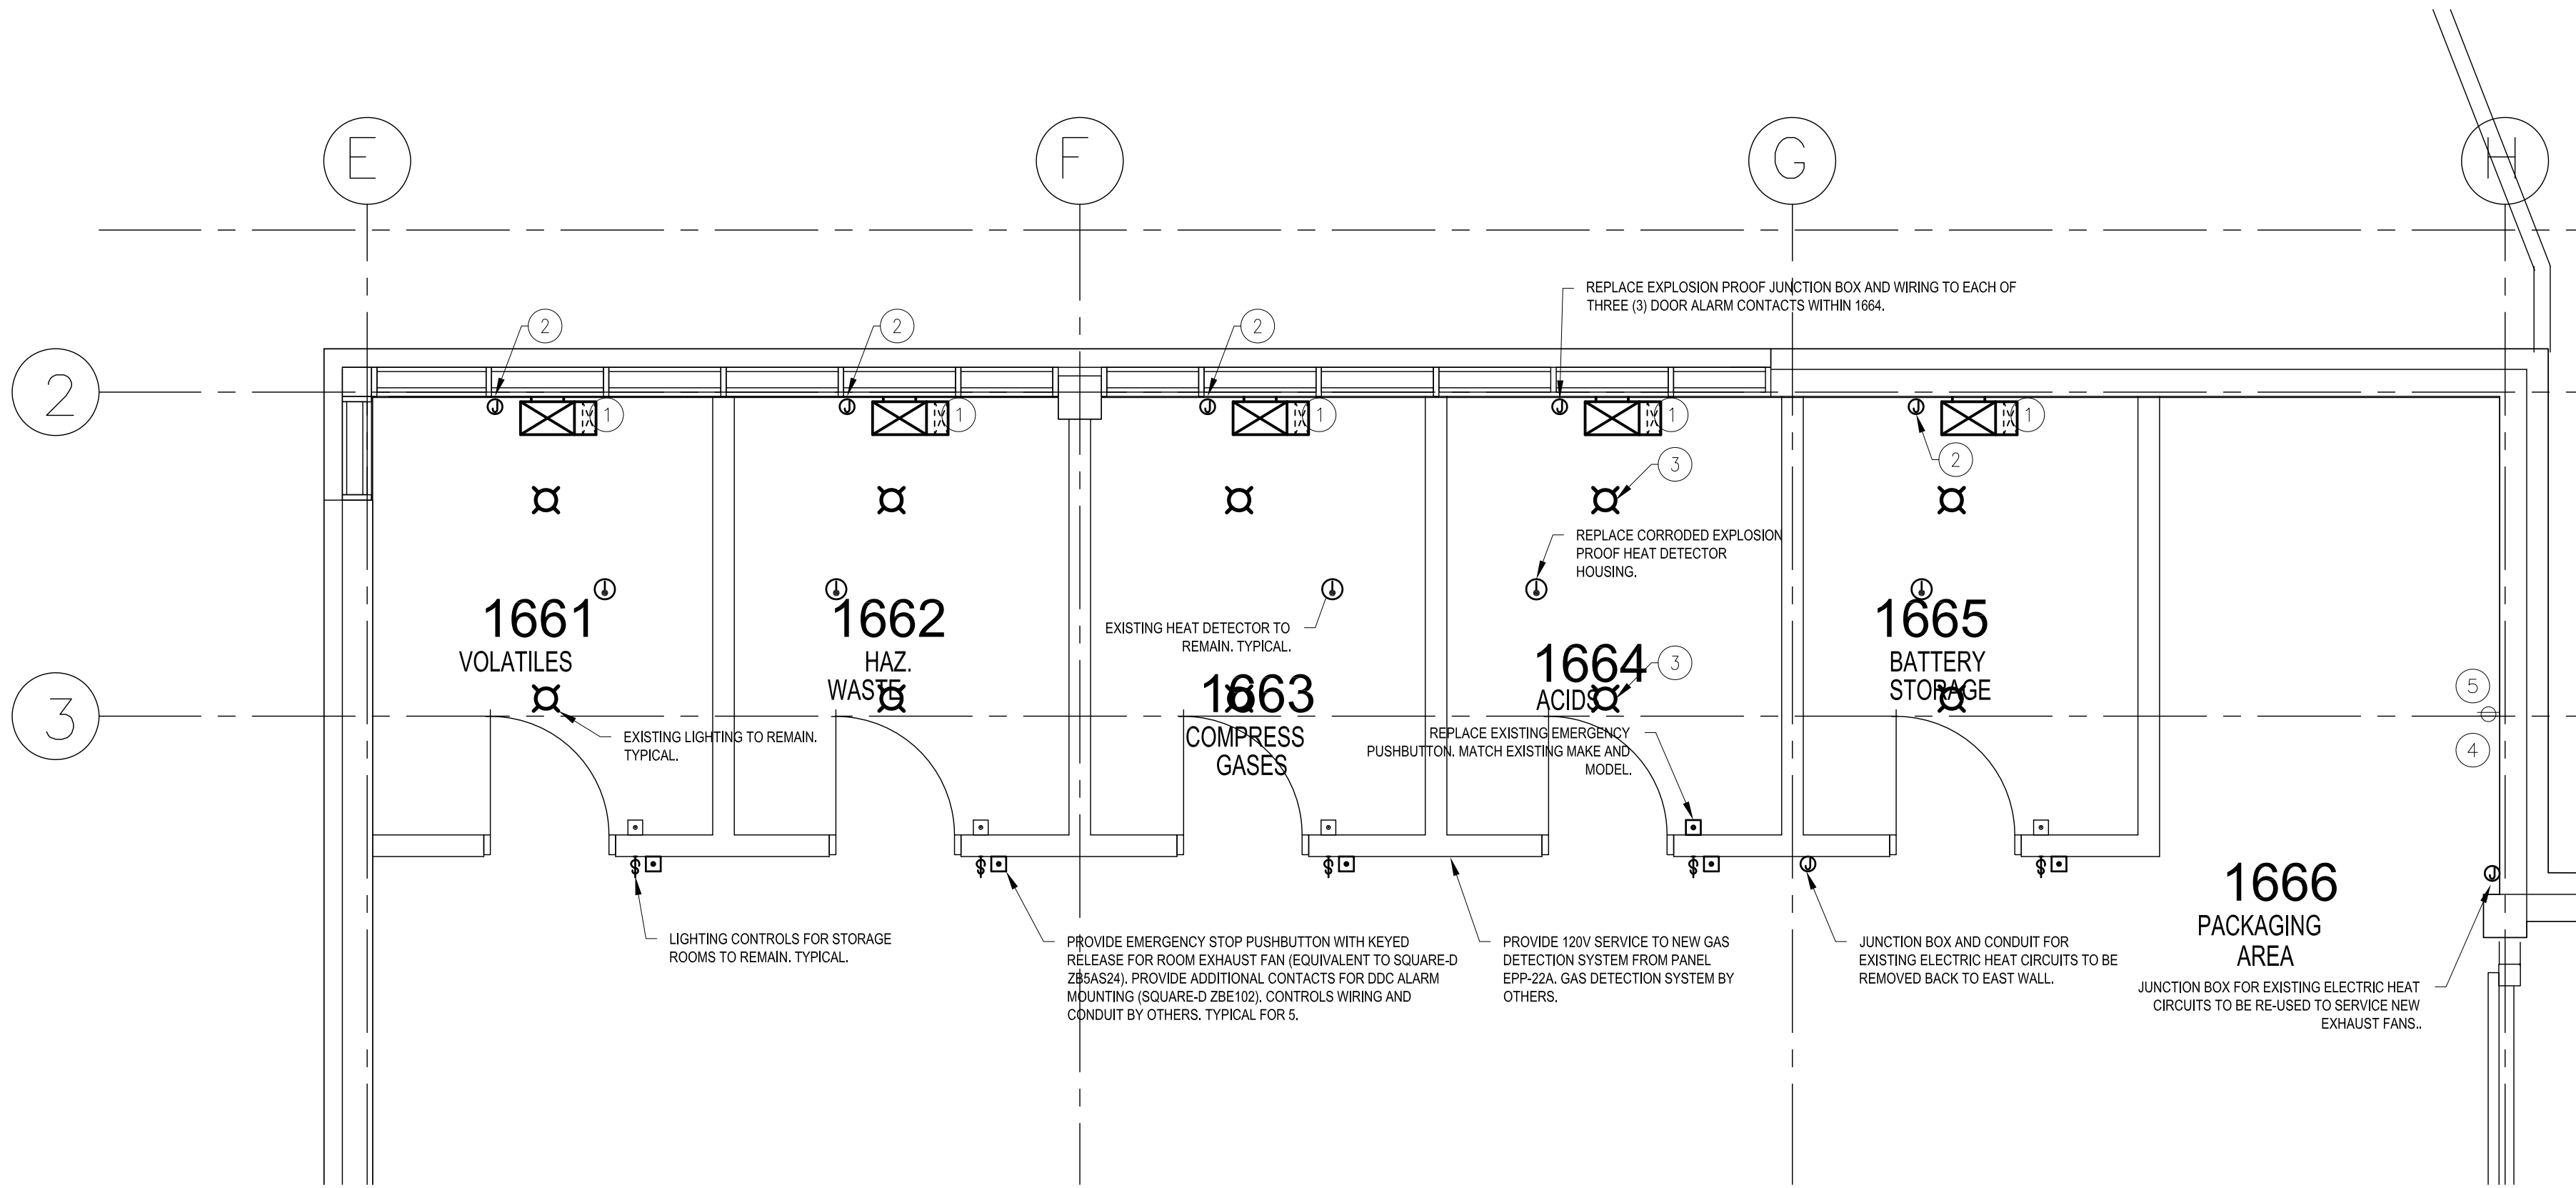 E
F
G
H
REPLACE EXPLOSION PROOF JUNCTION BOX AND WIRING TO EACH OF
THREE (3) DOOR ALARM CONTACTS WITHIN 1664.
2
2
2
2
J
1
J
1
J
1
J
1
J
1
2
3
REPLACE CORRODED EXPLOSION
PROOF HEAT DETECTOR
HOUSING.
1661
VOLATILES
1662
HAZ.
WASTE
EXISTING HEAT DETECTOR TO
REMAIN. TYPICAL.
1663
COMPRESS
GASES
1664
ACIDS
3
1665
BATTERY
STORAGE
3
5
4
EXISTING LIGHTING TO REMAIN.
TYPICAL.
REPLACE EXISTING EMERGENCY
PUSHBUTTON. MATCH EXISTING MAKE AND
MODEL.
$
$
$
$
J
$
J
1666
PACKAGING
AREA
LIGHTING CONTROLS FOR STORAGE
ROOMS TO REMAIN. TYPICAL.
PROVIDE EMERGENCY STOP PUSHBUTTON WITH KEYED
RELEASE FOR ROOM EXHAUST FAN (EQUIVALENT TO SQUARE-D
ZB5AS24). PROVIDE ADDITIONAL CONTACTS FOR DDC ALARM
MOUNTING (SQUARE-D ZBE102). CONTROLS WIRING AND
CONDUIT BY OTHERS. TYPICAL FOR 5.
PROVIDE 120V SERVICE TO NEW GAS
DETECTION SYSTEM FROM PANEL
EPP-22A. GAS DETECTION SYSTEM BY
OTHERS.
JUNCTION BOX AND CONDUIT FOR
EXISTING ELECTRIC HEAT CIRCUITS TO BE
REMOVED BACK TO EAST WALL.
JUNCTION BOX FOR EXISTING ELECTRIC HEAT
CIRCUITS TO BE RE-USED TO SERVICE NEW
EXHAUST FANS..